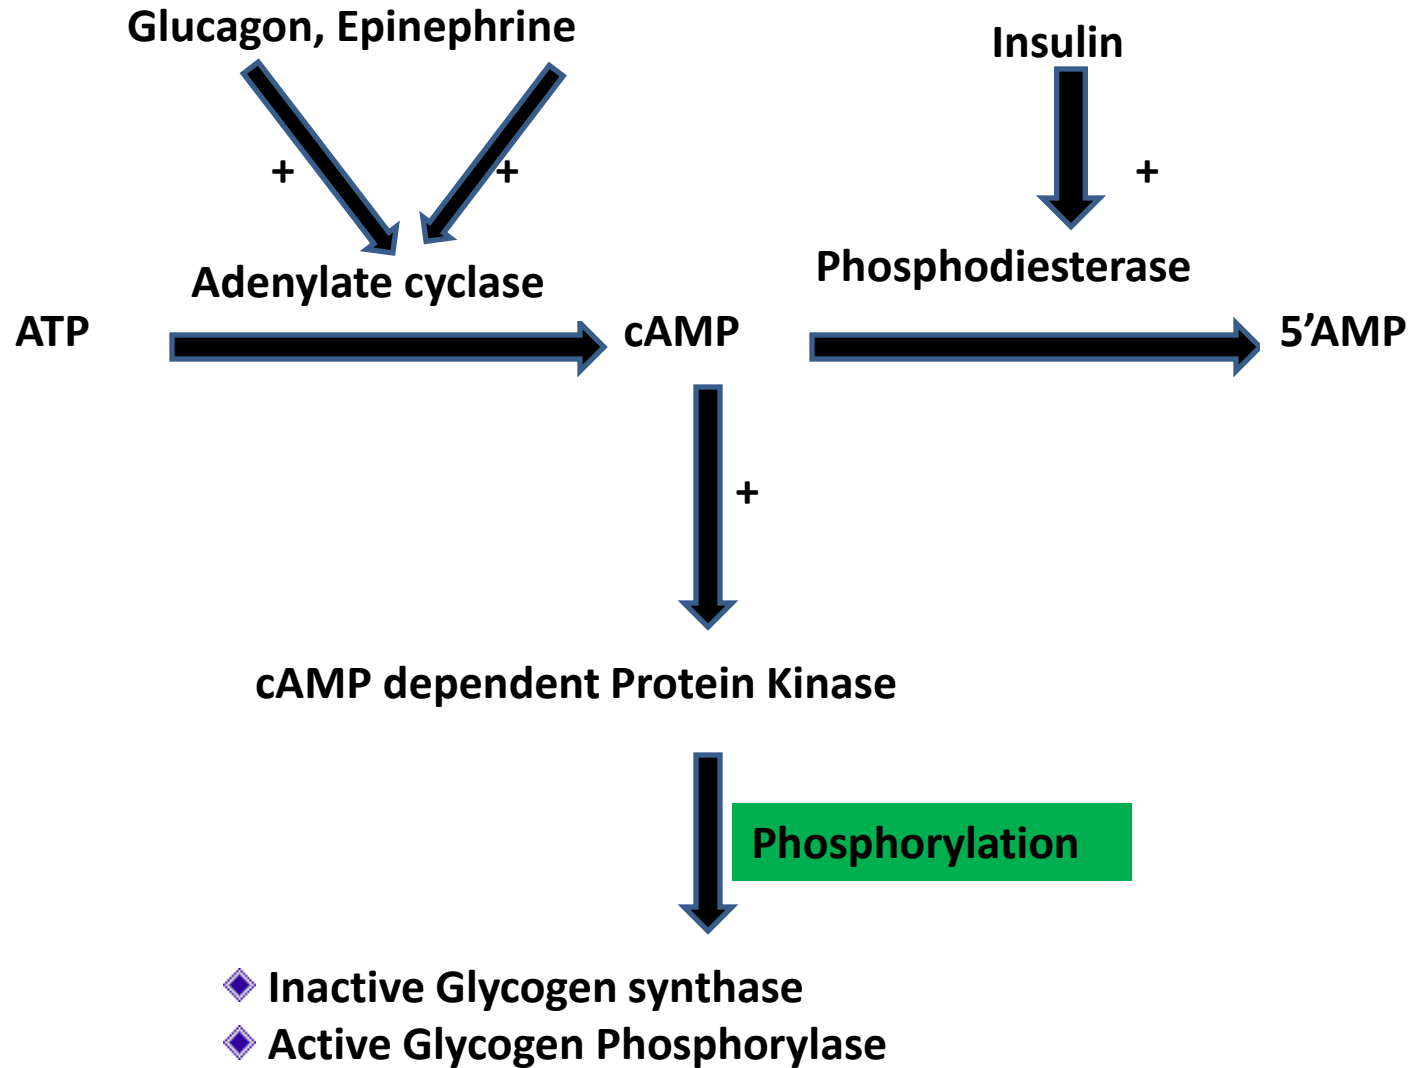 Glucagon, Epinephrine
Insulin
+
+
+
Adenylate cyclase
Phosphodiesterase
ATP
cAMP
5’AMP
+
cAMP dependent Protein Kinase
Phosphorylation
Inactive Glycogen synthase
Active Glycogen Phosphorylase